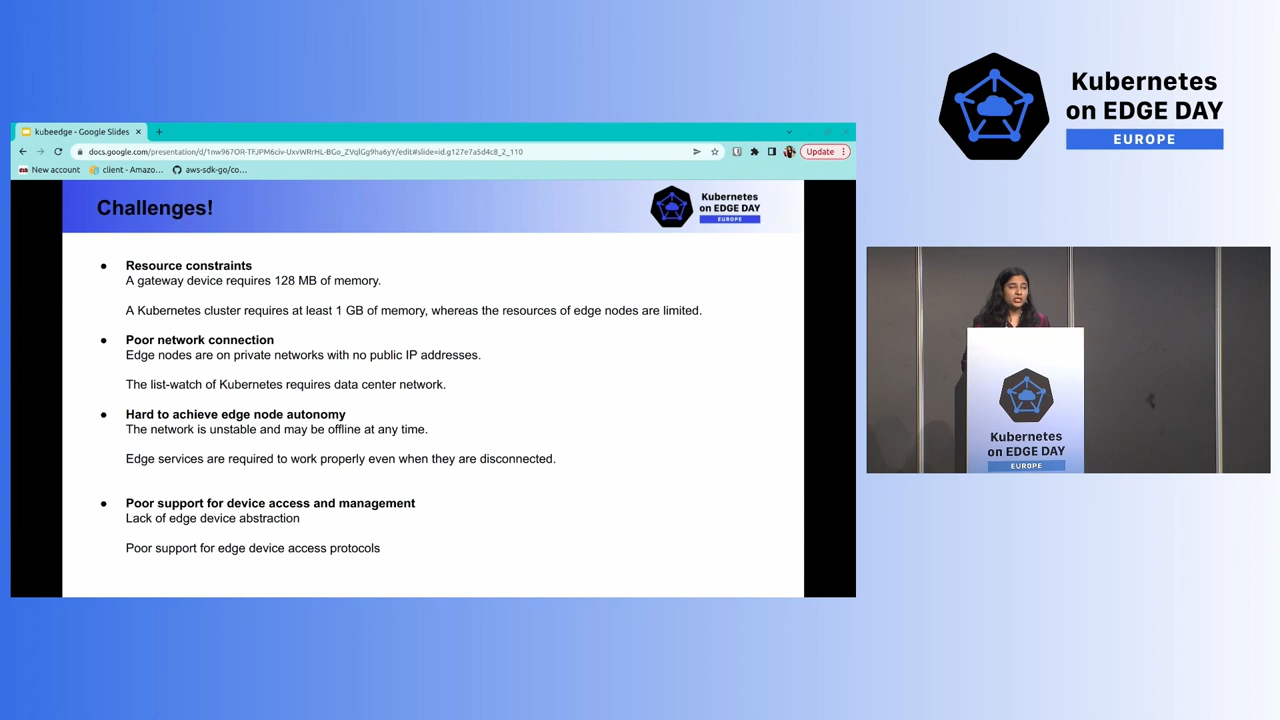 kubeedge - Google Slides
docs.google.com/presentation/d/1nw967OR-TFJPM6civ-UxvWRrHL-BGo_ZVqlGg9ha6yY/edit#slide=id.g127e7a5d4c8_2_110
Update
New account
client - Amazo...
aws-sdk-go/co...
Challenges!
Kubernetes
on EDGE DAY
EUROPE
● Resource constraints
A gateway device requires 128 MB of memory.
A Kubernetes cluster requires at least 1 GB of memory, whereas the resources of edge nodes are limited.
● Poor network connection
Edge nodes are on private networks with no public IP addresses.
The list-watch of Kubernetes requires data center network.
● Hard to achieve edge node autonomy
The network is unstable and may be offline at any time.
Edge services are required to work properly even when they are disconnected.
● Poor support for device access and management
Lack of edge device abstraction
Poor support for edge device access protocols
Kubernetes
on EDGE DAY
EUROPE
Kubernetes
on EDGE DAY
EUROPE